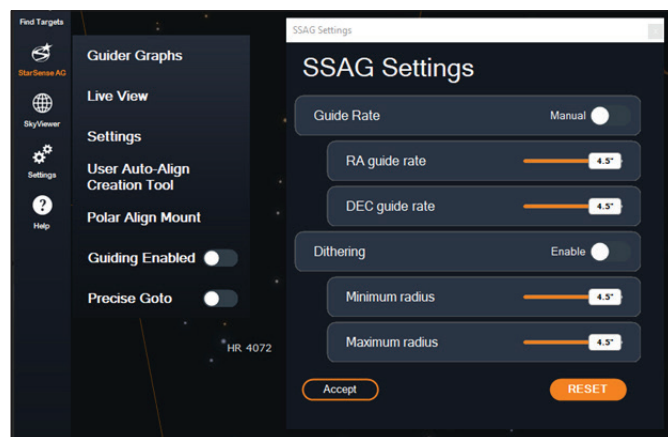 Find Targets
StarSense AG
SkyViewer
Settings
Help
Guider Graphs
Live View
Settings
User Auto-Align
Creation Tool
Polar Align Mount
Guiding Enabled
Precise Goto
HR 4072
SSAG Settings
SSAG Settings
Guide Rate Manual
RA guide rate 4.5"
DEC guide rate 4.5"
Dithering Enable
Minimum radius 4.5"
Maximum radius 4.5"
Accept RESET